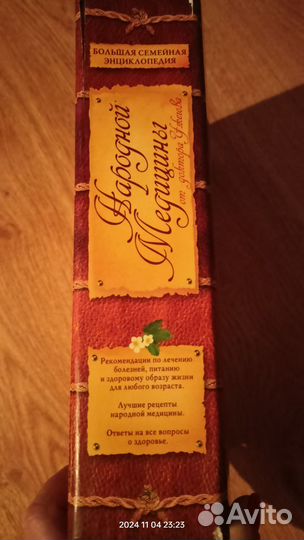 БОЛЬШАЯ СЕМЕЙНАЯ
ЭНЦИКЛОПЕДИЯ
Народной
Медицины
от доктора Ужегова
Рекомендации по лечению
болезней, питанию
и здоровому образу жизни
для любого возраста.
Лучшие рецепты
народной медицины.
Ответы на все вопросы
о здоровье.
2024 11 04 23:23
Avito